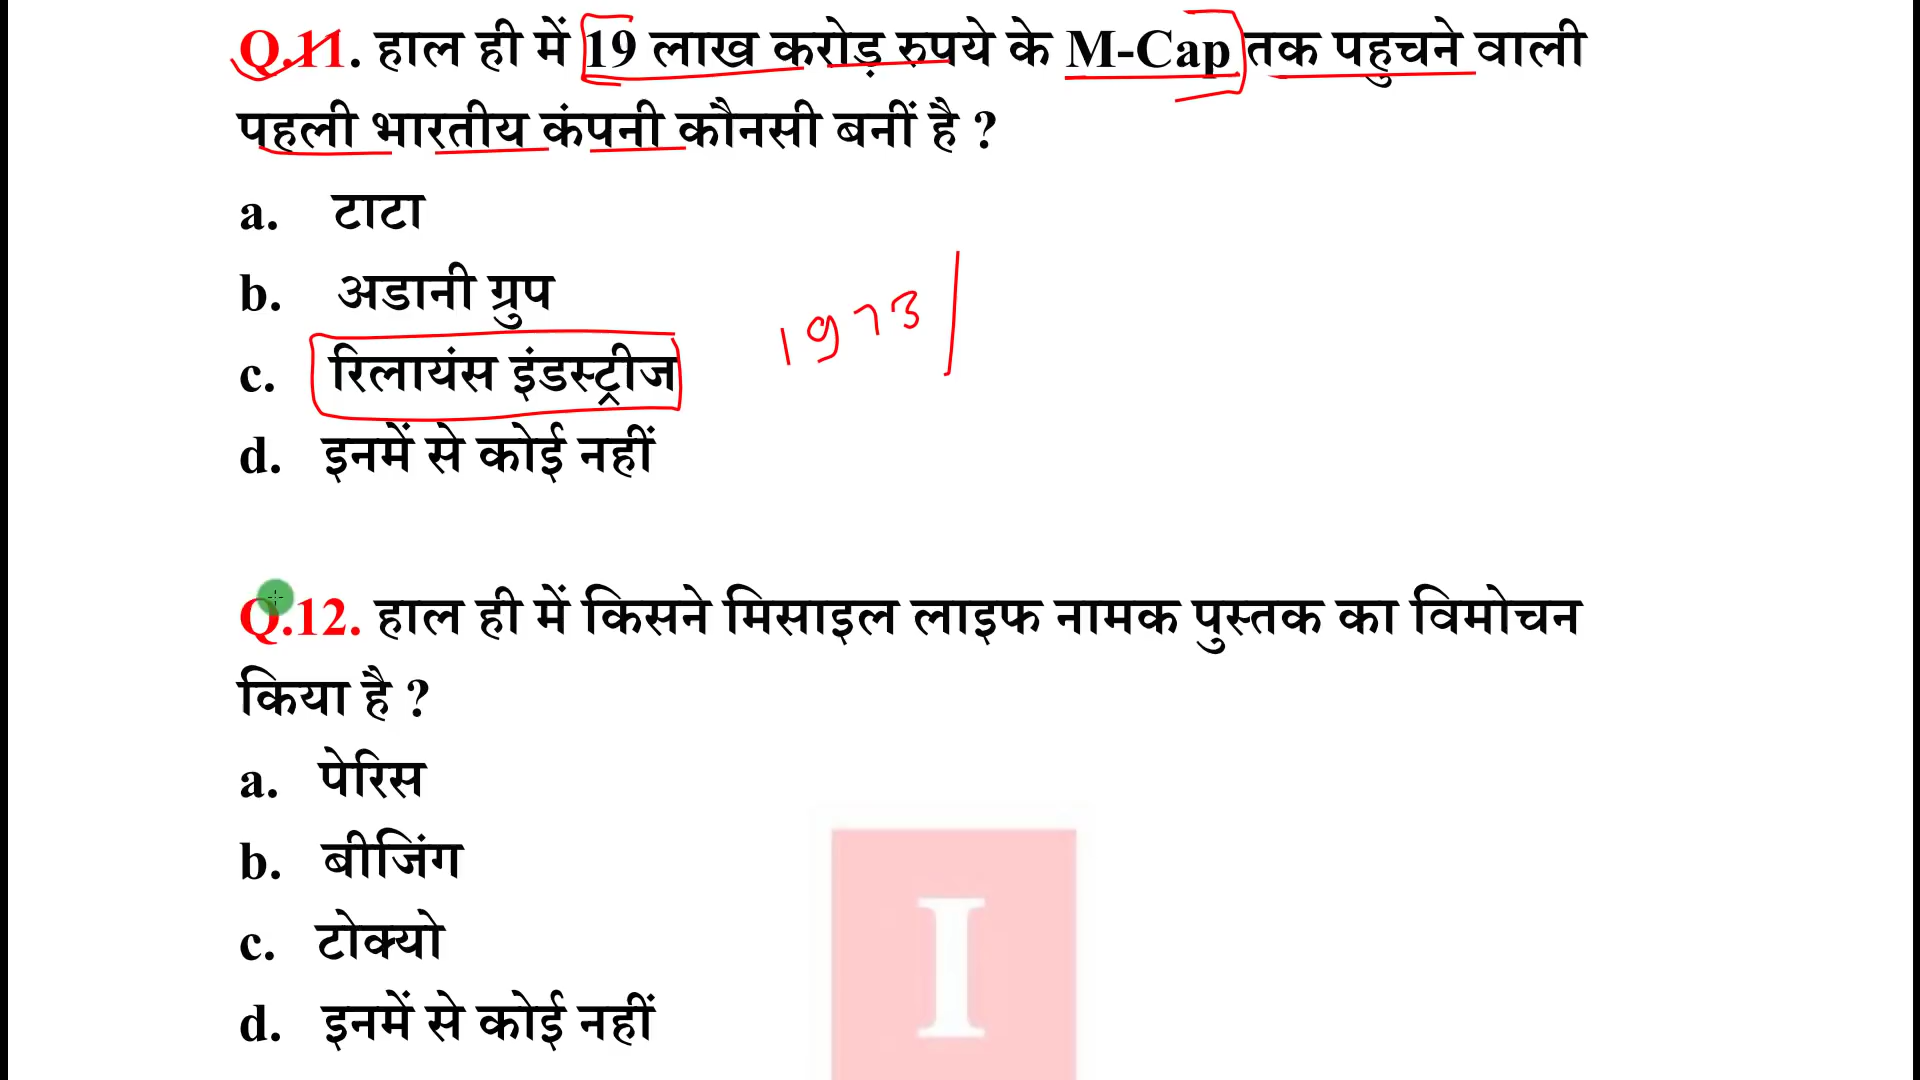 Q.11. हाल ही में 19 लाख करोड़ रुपये के M-Cap तक पहुचने वाली
पहली भारतीय कंपनी कौनसी बनीं है ?
a. टाटा
b. अडानी ग्रुप
c. रिलायंस इंडस्ट्रीज
1973
d. इनमें से कोई नहीं
Q.12. हाल ही में किसने मिसाइल लाइफ नामक पुस्तक का विमोचन
किया है ?
a. पेरिस
b. बीजिंग
c. टोक्यो
d. इनमें से कोई नहीं
I